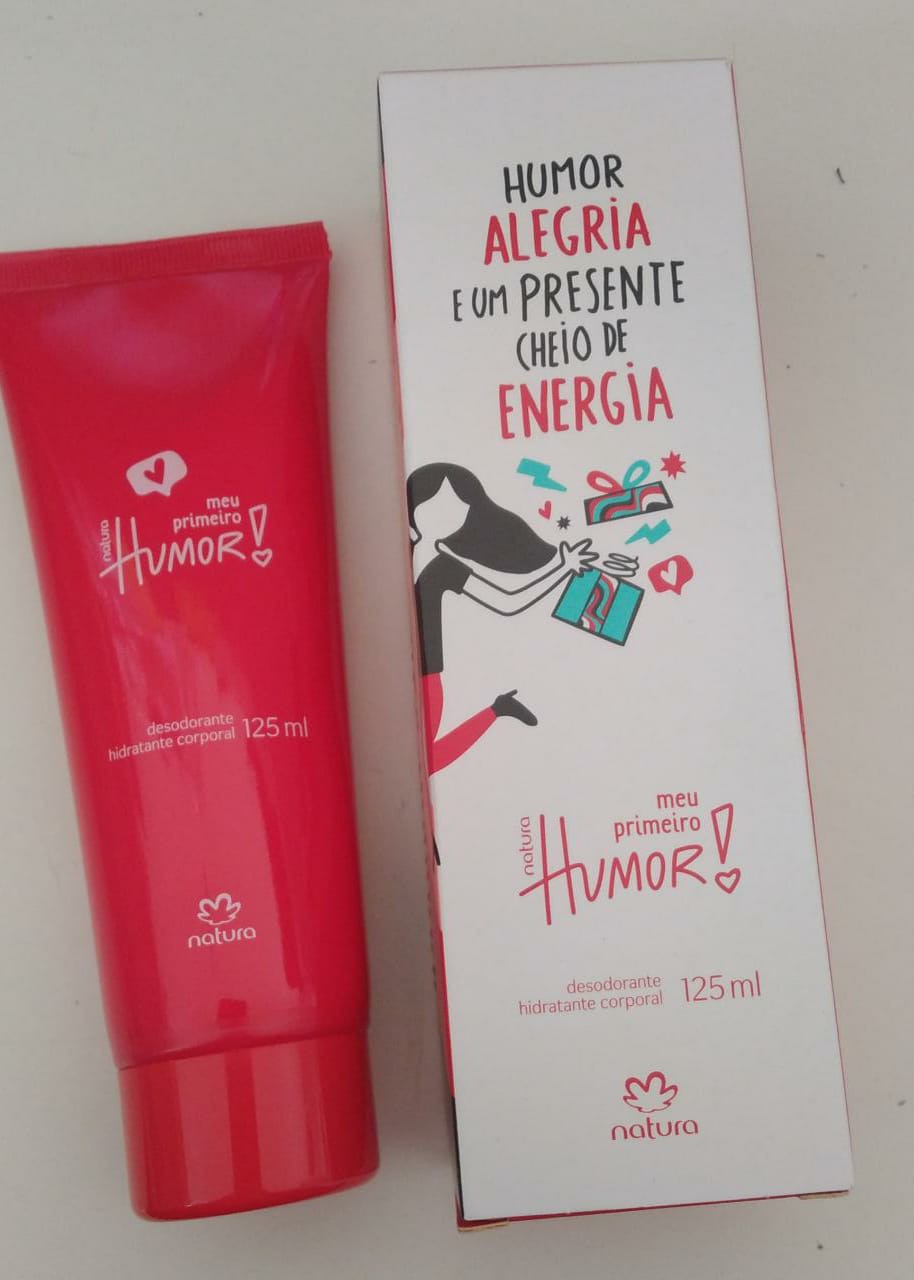 meu
primeiro
natura
HUMOR!
desodorante
hidratante corporal 125 ml
natura
HUMOR
ALEGRIA
E UM PRESENTE
CHEIO DE
ENERGIA
meu
primeiro
natura
HUMOR!
desodorante
hidratante corporal 125 ml
natura